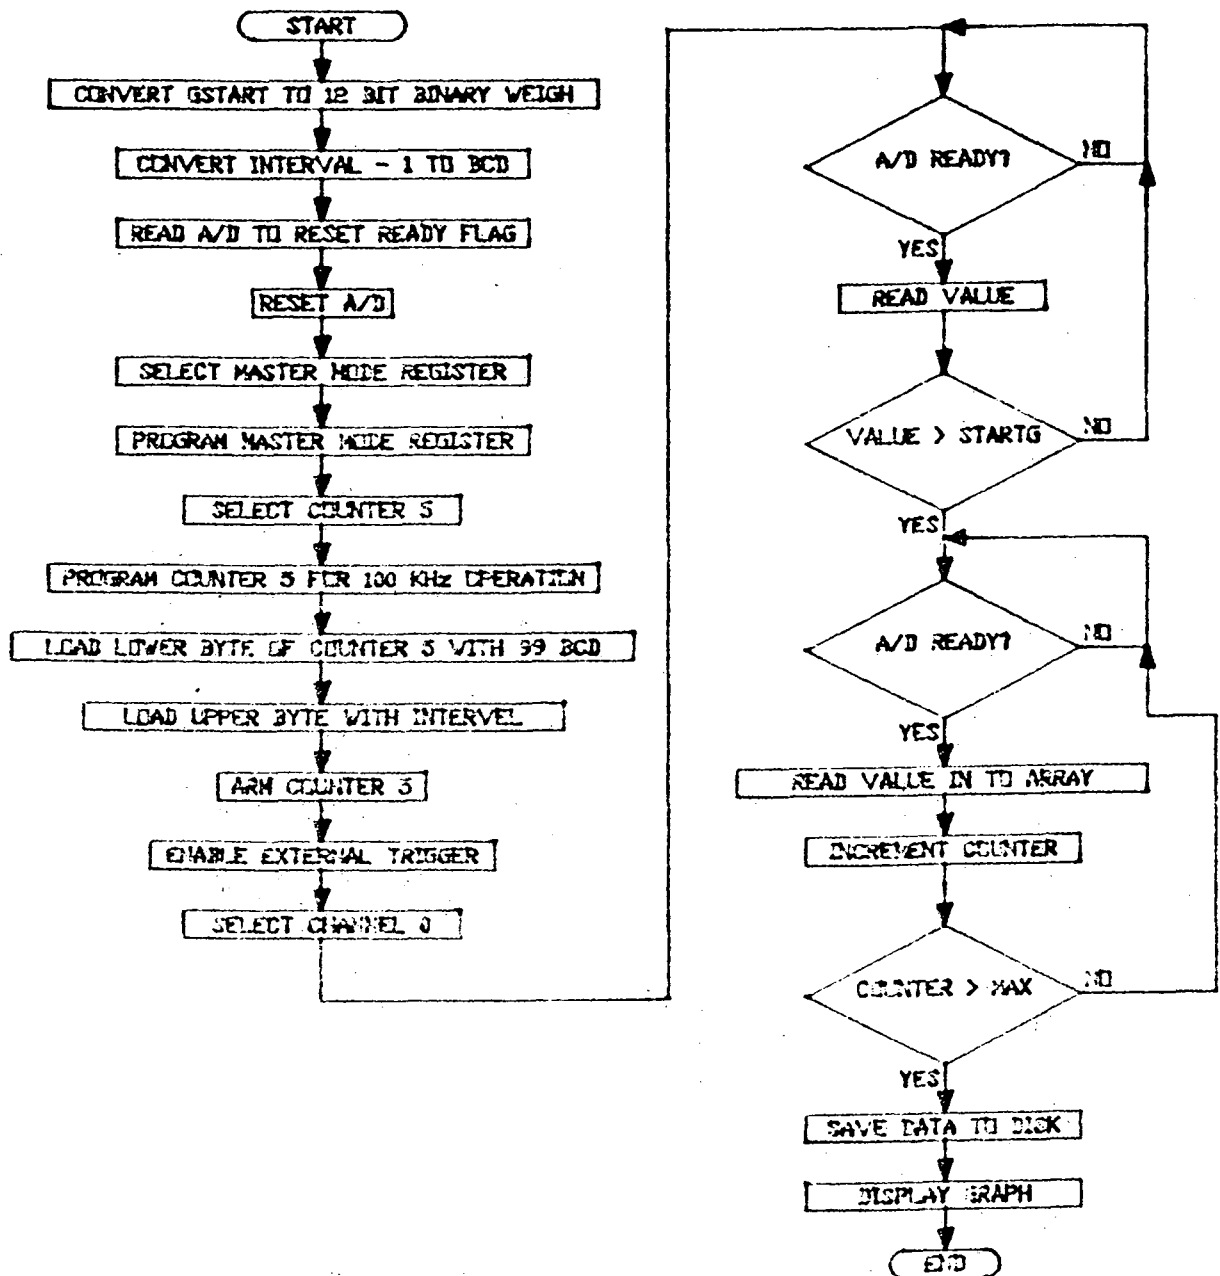 START
CONVERT GSTART TO 12 BIT BINARY WEIGH
CONVERT INTERVAL - 1 TO BCD
READ A/D TO RESET READY FLAG
RESET A/D
SELECT MASTER MODE REGISTER
PROGRAM MASTER MODE REGISTER
SELECT COUNTER 5
PROGRAM COUNTER 5 FOR 100 KHz OPERATION
LOAD LOWER BYTE OF COUNTER 5 WITH 99 BCD
LOAD UPPER BYTE WITH INTERVEL
ARM COUNTER 5
ENABLE EXTERNAL TRIGGER
SELECT CHANNEL 0
A/D READY?
NO
YES
READ VALUE
VALUE > STARTG
NO
YES
A/D READY?
NO
YES
READ VALUE IN TO ARRAY
INCREMENT COUNTER
COUNTER > MAX
NO
YES
SAVE DATA TO DISK
DISPLAY GRAPH
END